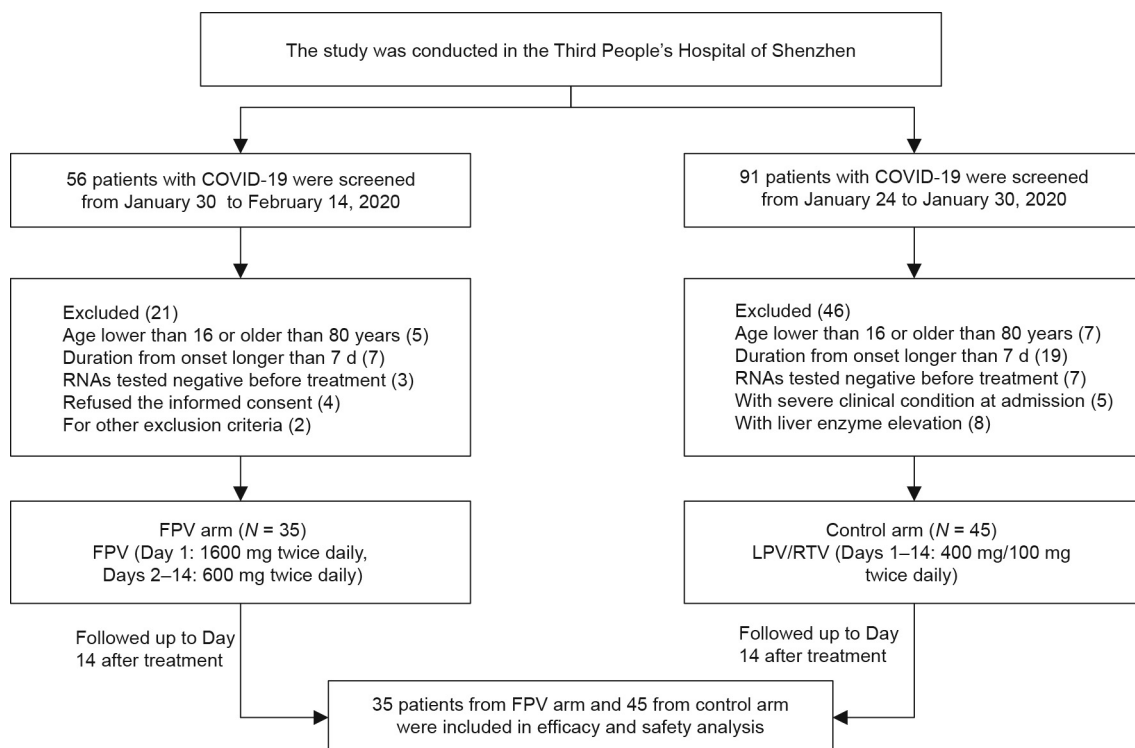 The study was conducted in the Third People's Hospital of Shenzhen
56 patients with COVID-19 were screened
from January 30 to February 14, 2020
91 patients with COVID-19 were screened
from January 24 to January 30, 2020
Excluded (21)
Age lower than 16 or older than 80 years (5)
Duration from onset longer than 7 d (7)
RNAs tested negative before treatment (3)
Refused the informed consent (4)
For other exclusion criteria (2)
Excluded (46)
Age lower than 16 or older than 80 years (7)
Duration from onset longer than 7 d (19)
RNAs tested negative before treatment (7)
With severe clinical condition at admission (5)
With liver enzyme elevation (8)
FPV arm (N = 35)
FPV (Day 1: 1600 mg twice daily,
Days 2–14: 600 mg twice daily)
Control arm (N = 45)
LPV/RTV (Days 1–14: 400 mg/100 mg
twice daily)
Followed up to Day
14 after treatment
Followed up to Day
14 after treatment
35 patients from FPV arm and 45 from control arm
were included in efficacy and safety analysis